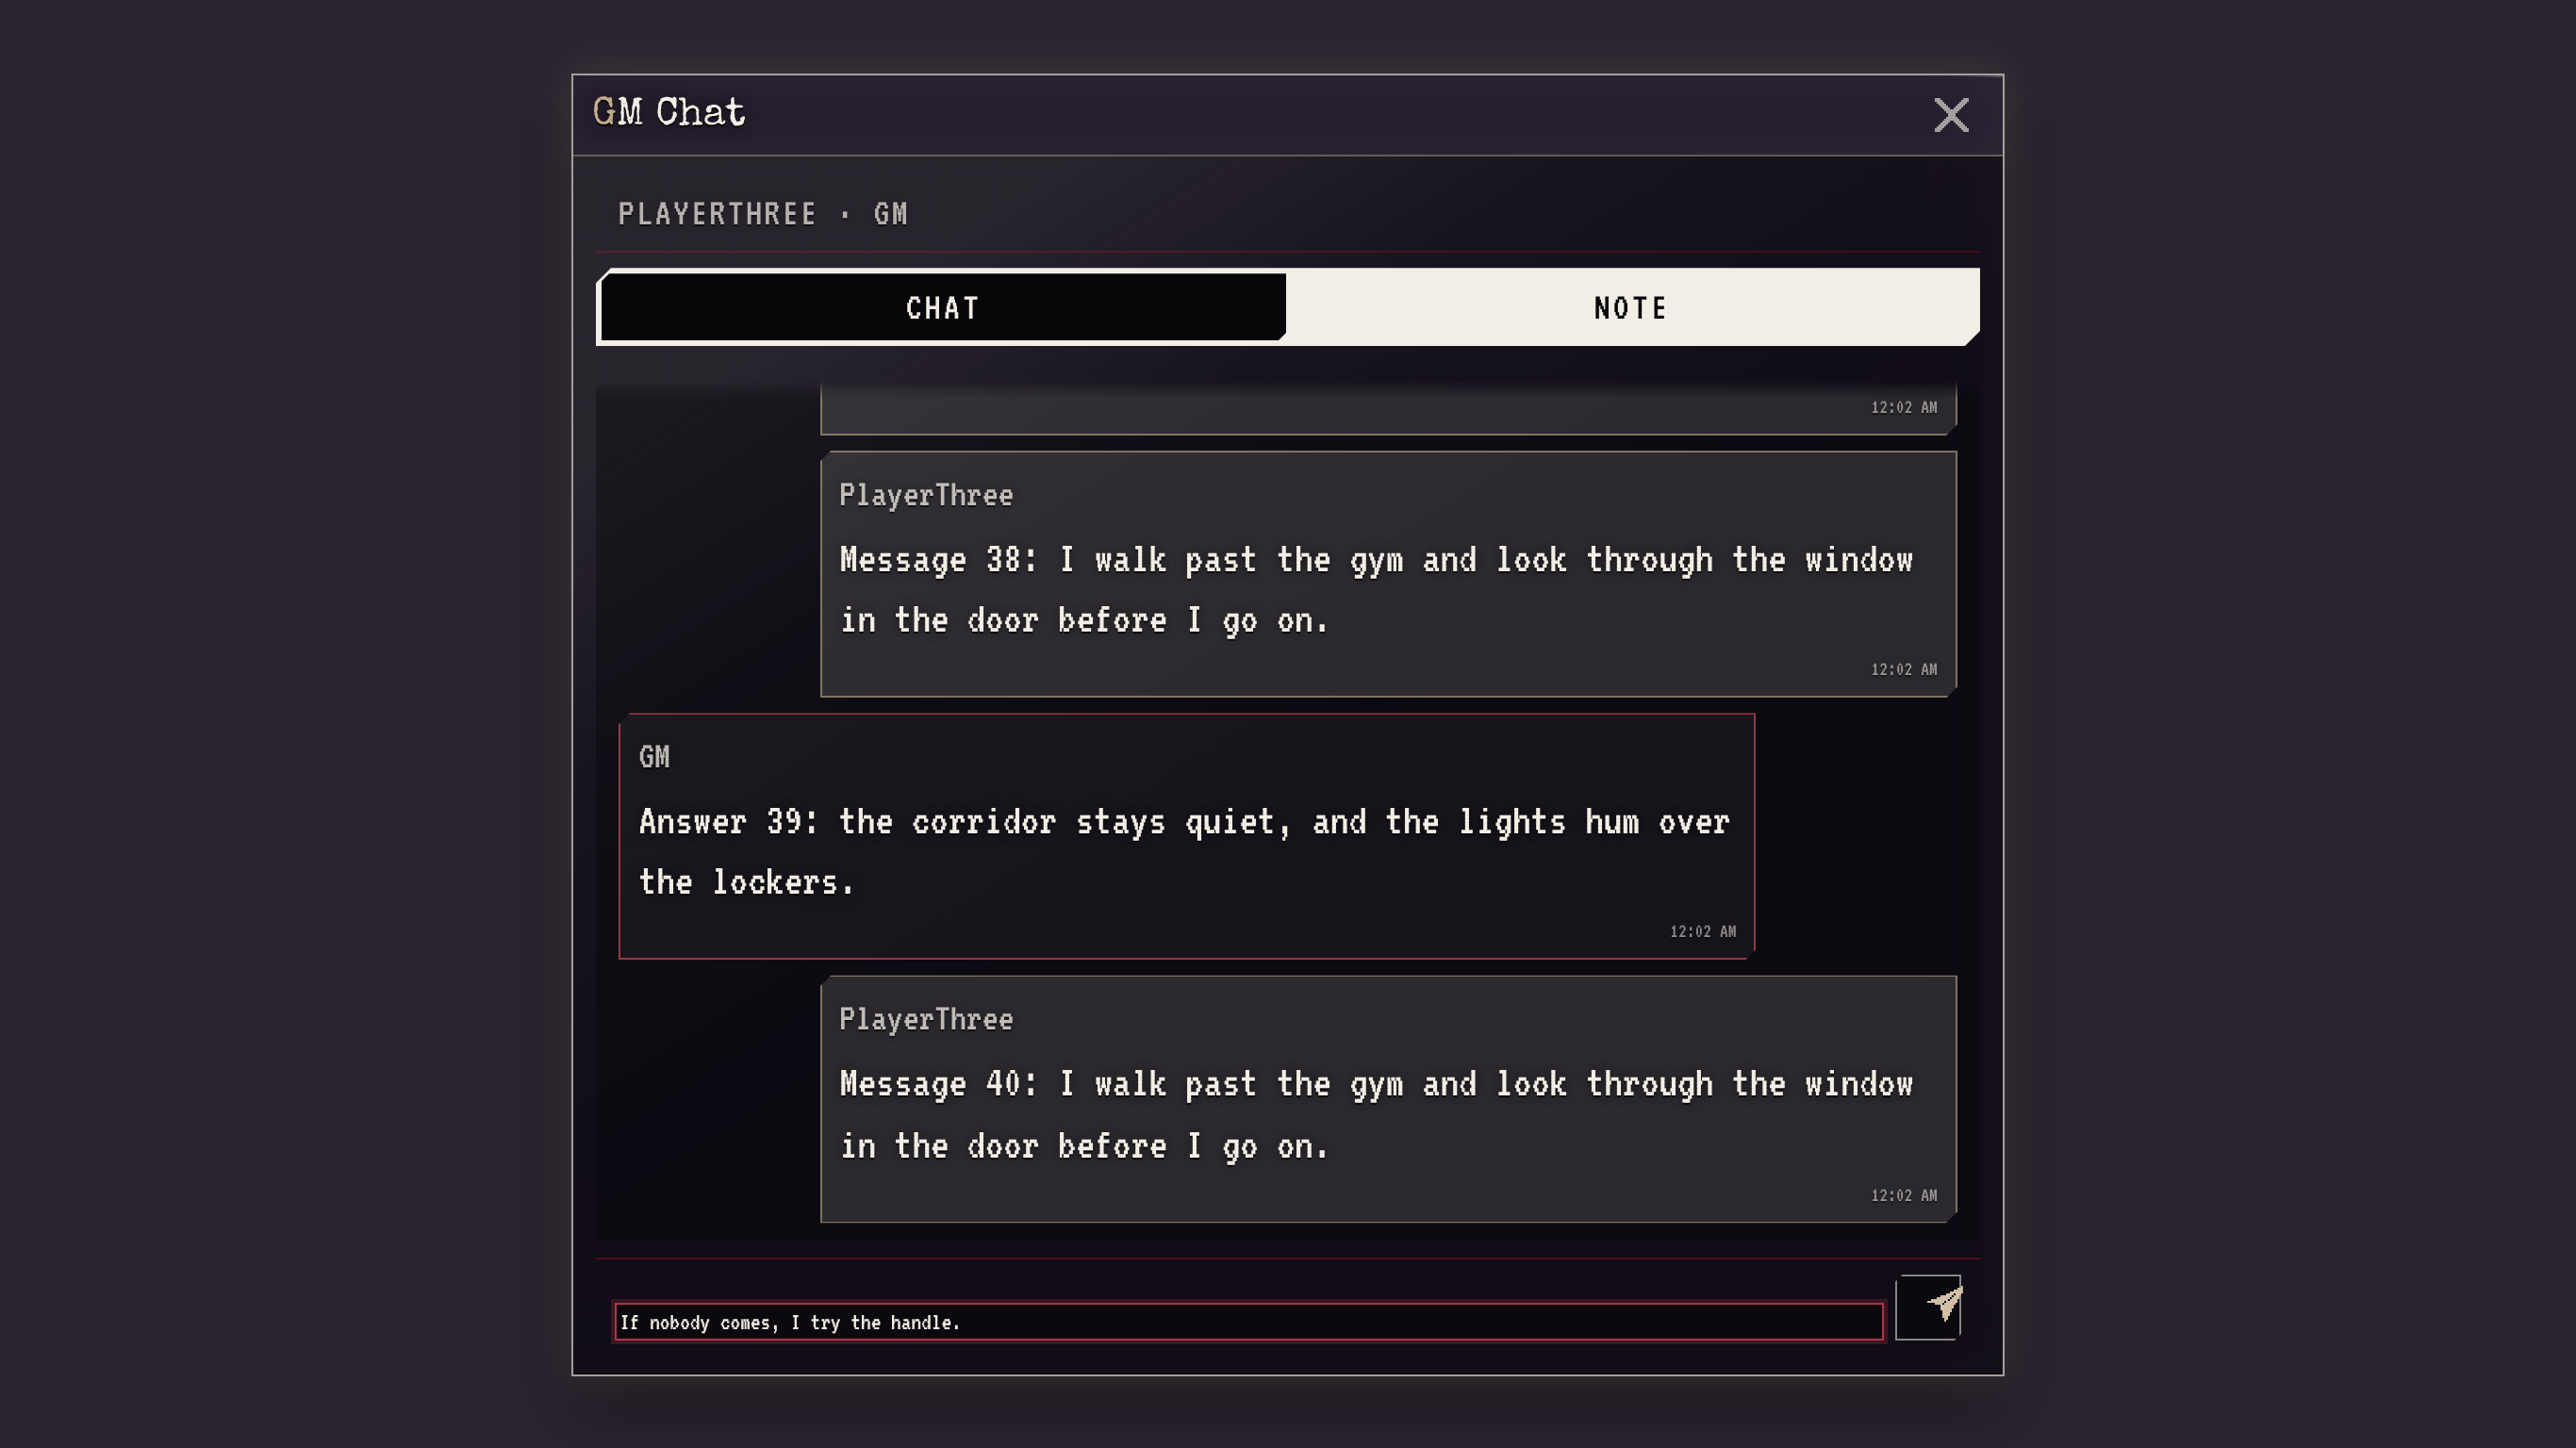 GM Chat
PLAYERTHREE · GM
CHAT
NOTE
12:02 AM
PlayerThree
Message 38: I walk past the gym and look through the window
in the door before I go on.
12:02 AM
GM
Answer 39: the corridor stays quiet, and the lights hum over
the lockers.
12:02 AM
PlayerThree
Message 40: I walk past the gym and look through the window
in the door before I go on.
12:02 AM
If nobody comes, I try the handle.